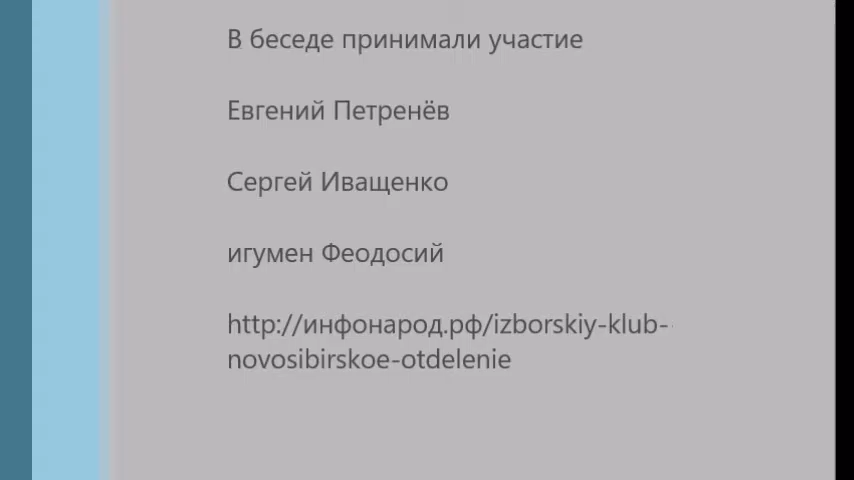 В беседе принимали участие
Евгений Петренёв
Сергей Иващенко
игумен Феодосий
http://инфонарод.рф/izborskiy-klub-
novosibirskoe-otdelenie